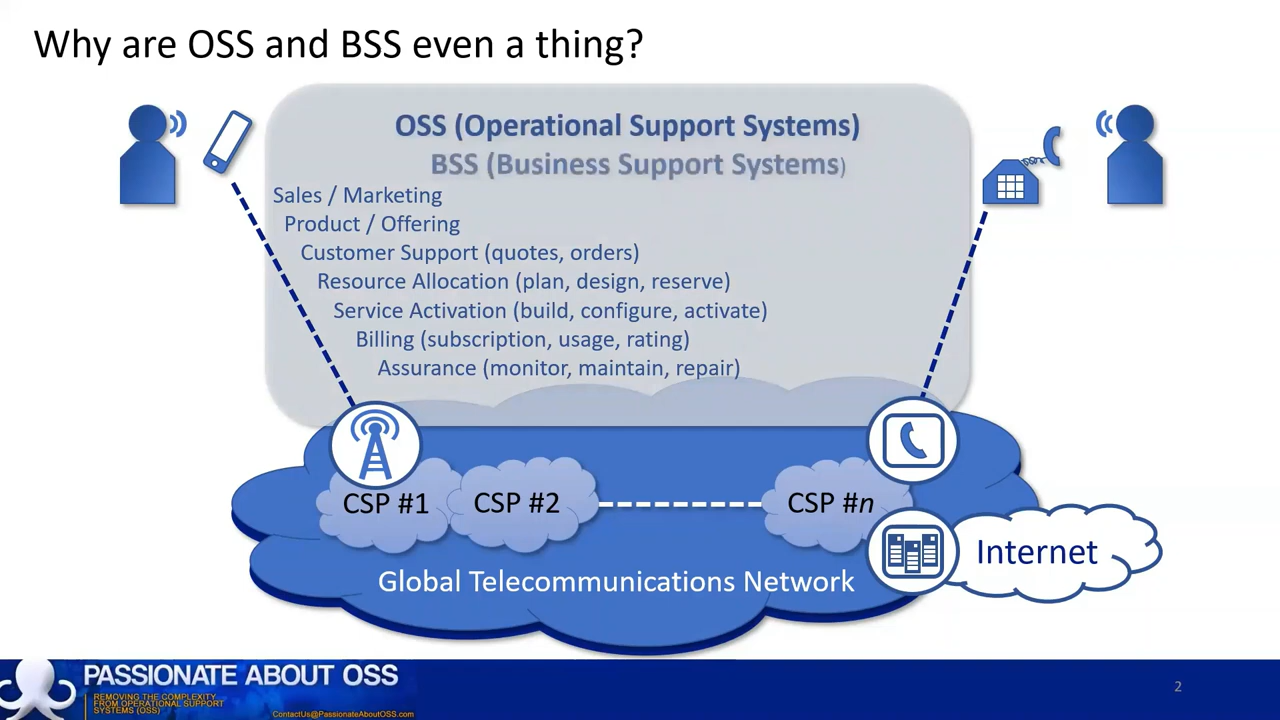 Why are OSS and BSS even a thing?
OSS (Operational Support Systems)
BSS (Business Support Systems)
Sales / Marketing
Product / Offering
Customer Support (quotes, orders)
Resource Allocation (plan, design, reserve)
Service Activation (build, configure, activate)
Billing (subscription, usage, rating)
Assurance (monitor, maintain, repair)
CSP #1
CSP #2
CSP #n
Internet
Global Telecommunications Network
PASSIONATE ABOUT OSS
REMOVING THE COMPLEXITY
FROM OPERATIONAL SUPPORT
SYSTEMS (OSS)
ContactUs@PassionateAboutOSS.com
2